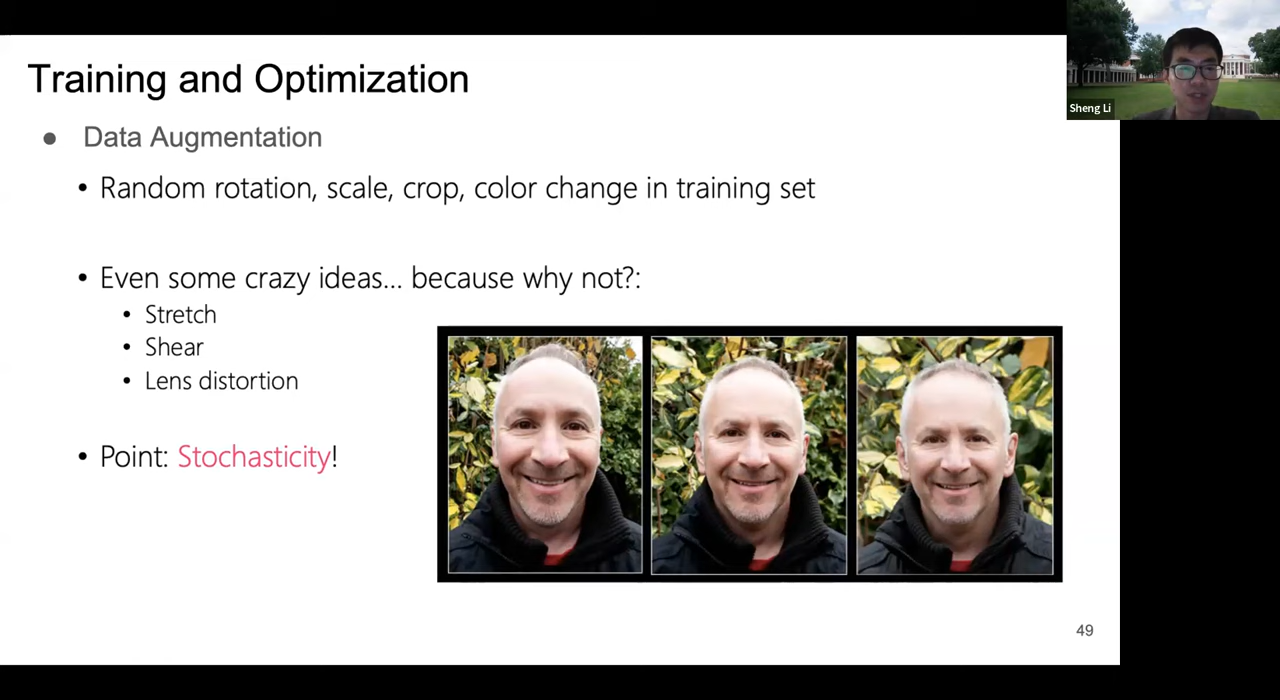 Training and Optimization
Sheng Li
● Data Augmentation
• Random rotation, scale, crop, color change in training set
• Even some crazy ideas... because why not?:
• Stretch
• Shear
• Lens distortion
• Point: Stochasticity!
49